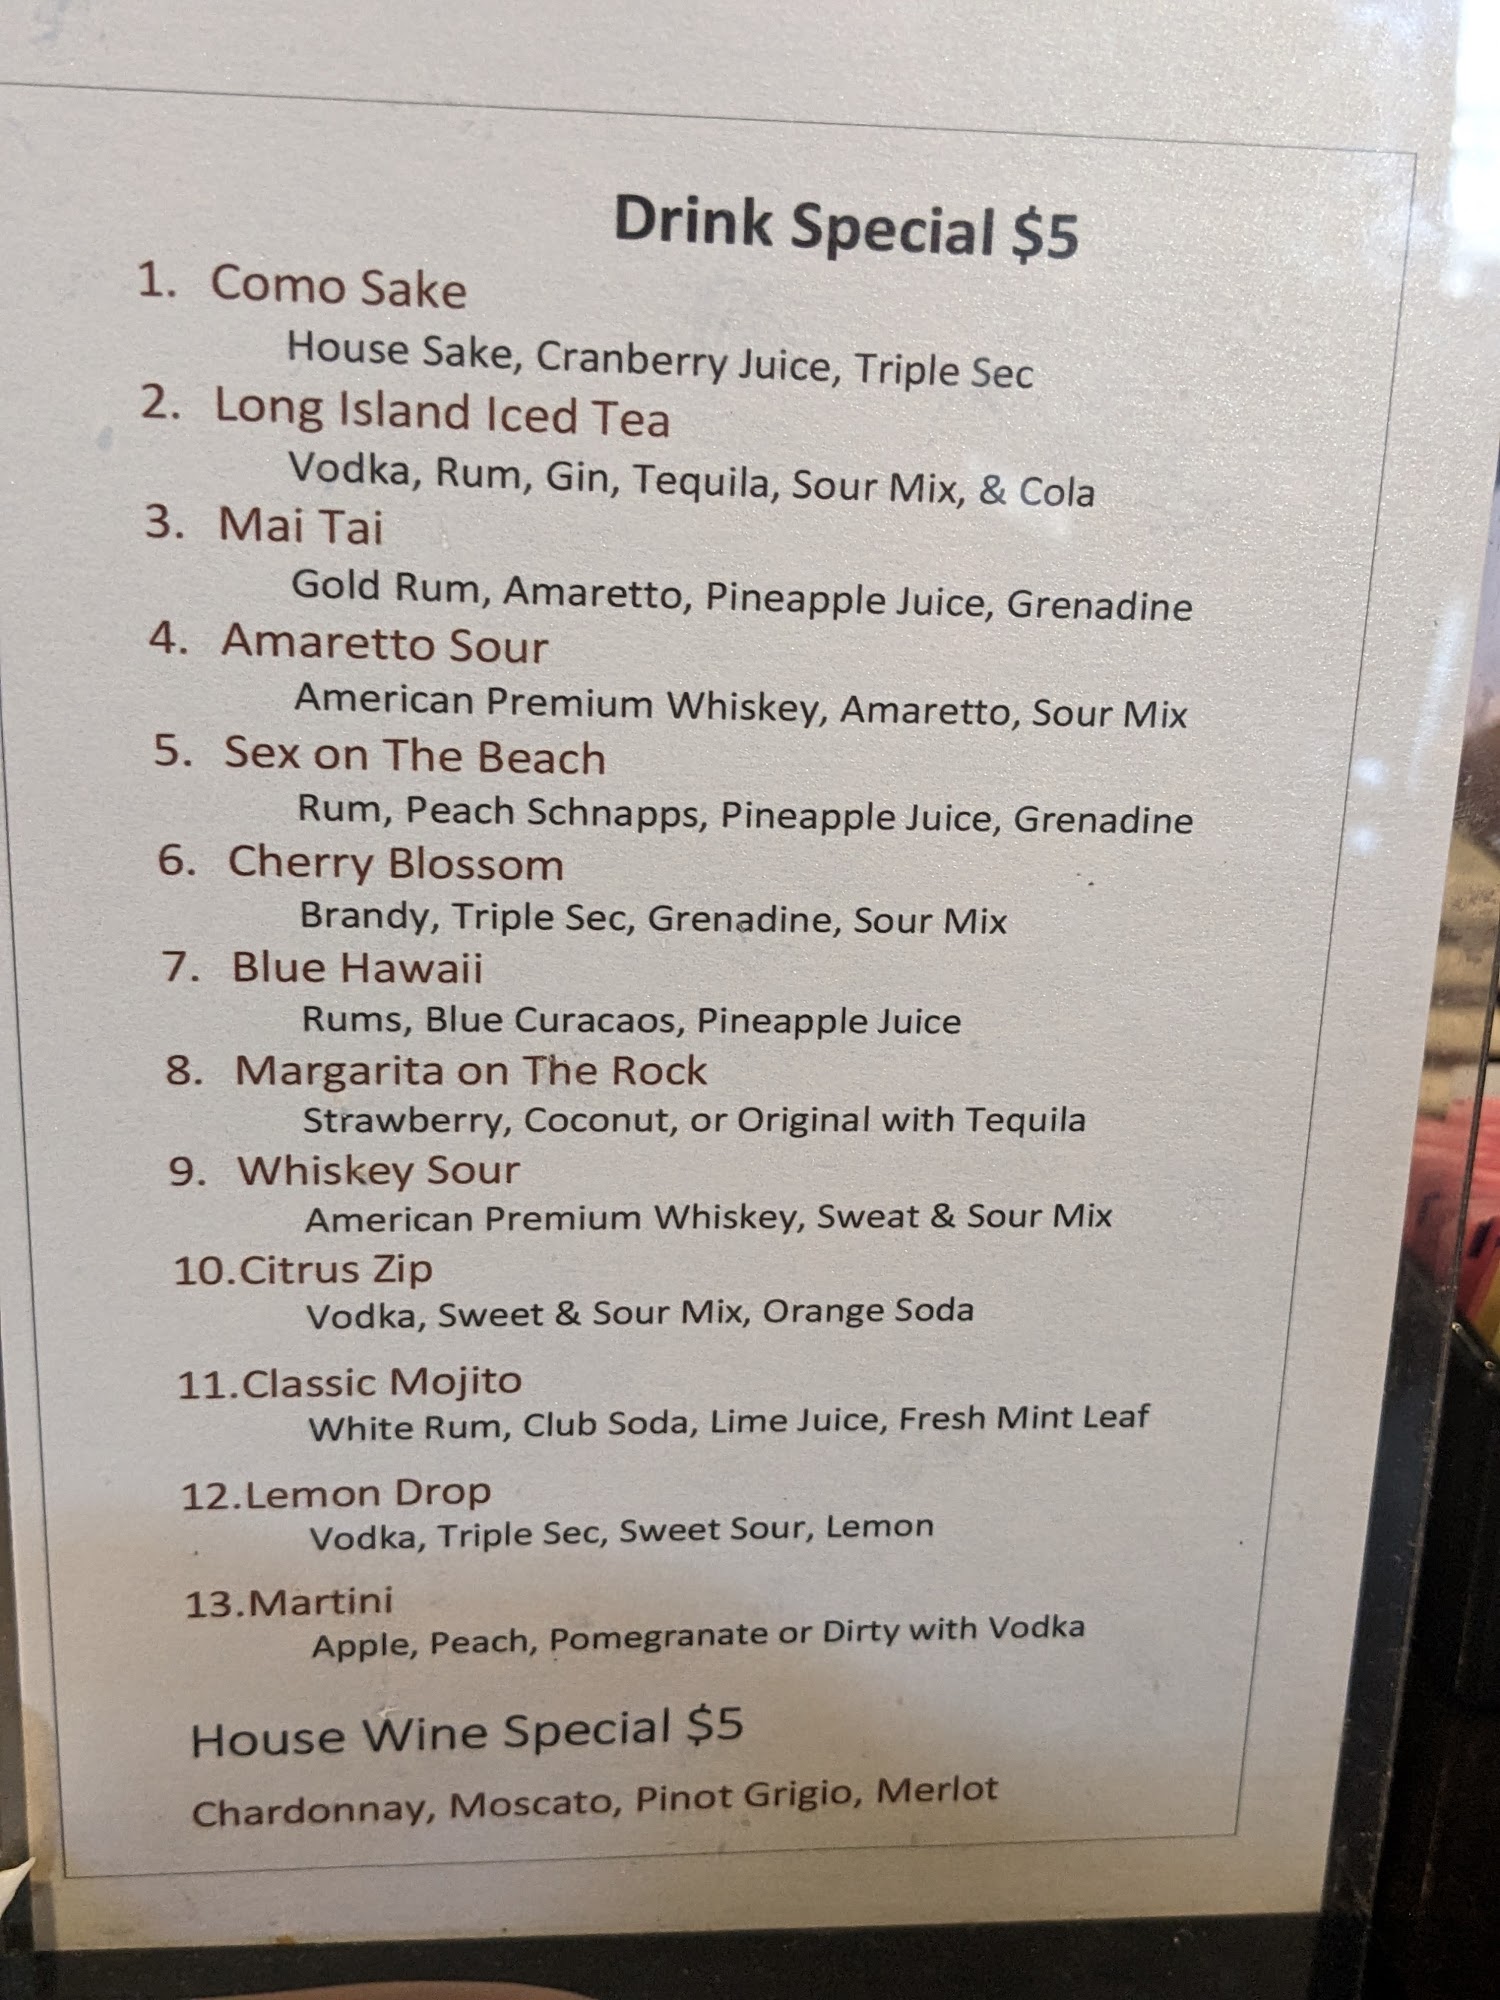 Drink Special $5
1. Como Sake
House Sake, Cranberry Juice, Triple Sec
2. Long Island Iced Tea
Vodka, Rum, Gin, Tequila, Sour Mix, & Cola
3. Mai Tai
Gold Rum, Amaretto, Pineapple Juice, Grenadine
4. Amaretto Sour
American Premium Whiskey, Amaretto, Sour Mix
5. Sex on The Beach
Rum, Peach Schnapps, Pineapple Juice, Grenadine
6. Cherry Blossom
Brandy, Triple Sec, Grenadine, Sour Mix
7. Blue Hawaii
Rums, Blue Curacaos, Pineapple Juice
8. Margarita on The Rock
Strawberry, Coconut, or Original with Tequila
9. Whiskey Sour
American Premium Whiskey, Sweat & Sour Mix
10.Citrus Zip
Vodka, Sweet & Sour Mix, Orange Soda
11.Classic Mojito
White Rum, Club Soda, Lime Juice, Fresh Mint Leaf
12.Lemon Drop
Vodka, Triple Sec, Sweet Sour, Lemon
13.Martini
Apple, Peach, Pomegranate or Dirty with Vodka
House Wine Special $5
Chardonnay, Moscato, Pinot Grigio, Merlot